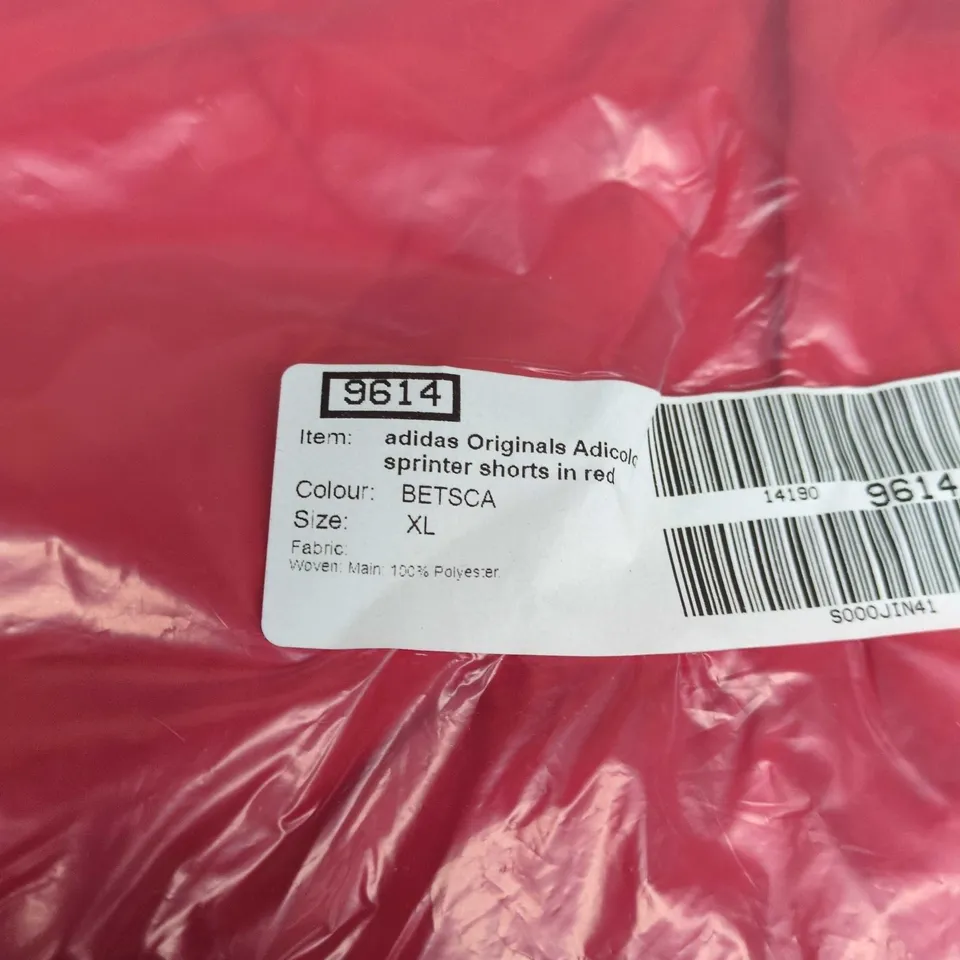 9614
Item: adidas Originals Adicolo
sprinter shorts in red
Colour: BETSCA
Size: XL
Fabric:
Woven: Main: 100% Polyester.
14190 9614
S000JIN41